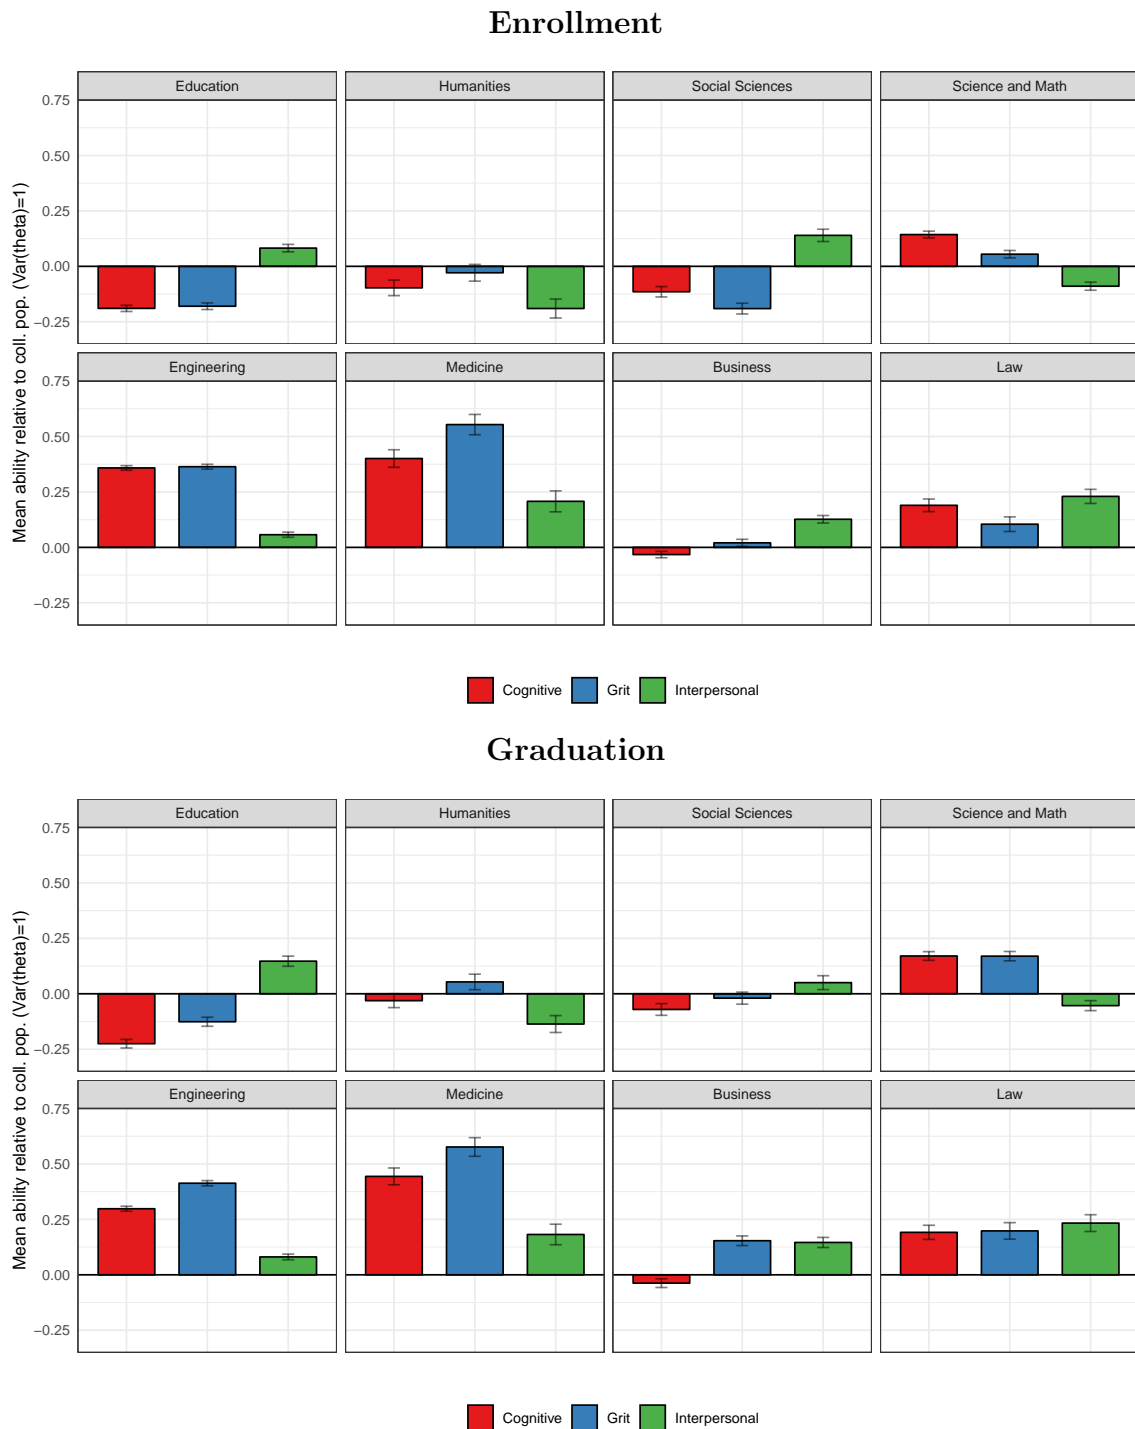 Enrollment
Mean ability relative to coll. pop. (Var(theta)=1)
Education Humanities Social Sciences Science and Math
0.75
0.50
0.25
0.00
−0.25
Engineering Medicine Business Law
0.75
0.50
0.25
0.00
−0.25
Cognitive Grit Interpersonal
Graduation
Mean ability relative to coll. pop. (Var(theta)=1)
Education Humanities Social Sciences Science and Math
0.75
0.50
0.25
0.00
−0.25
Engineering Medicine Business Law
0.75
0.50
0.25
0.00
−0.25
Cognitive Grit Interpersonal